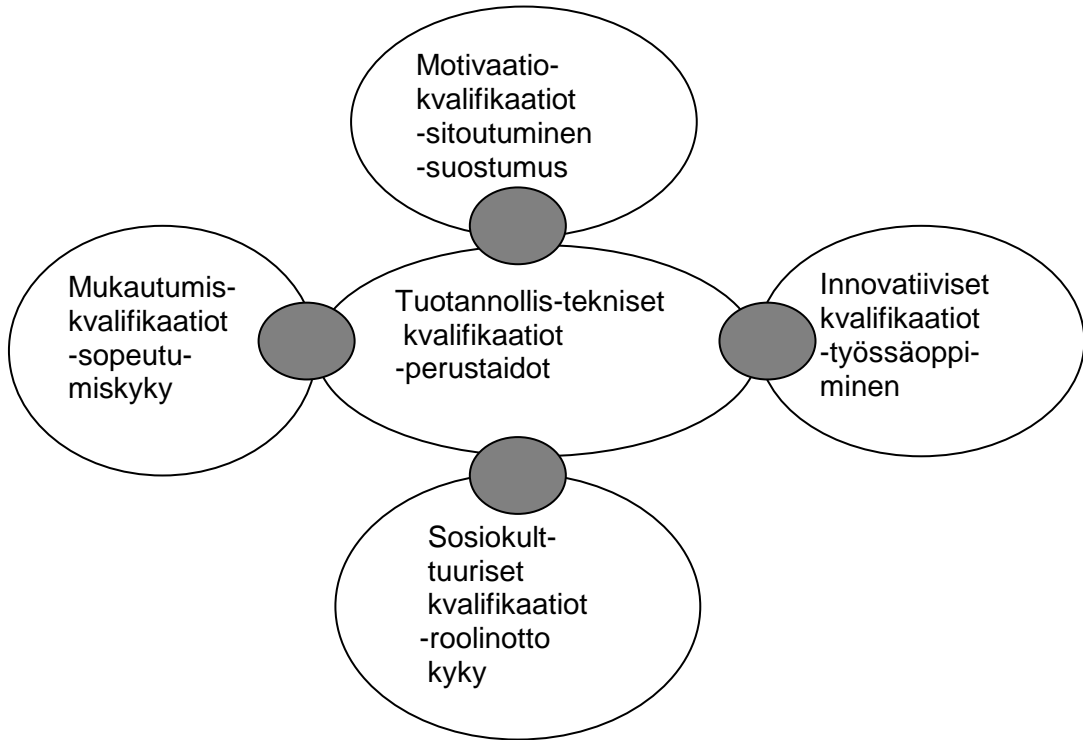 Motivaatio-
kvalifikaatiot
-sitoutuminen
-suostumus
Mukautumis-
kvalifikaatiot
-sopeutu-
miskyky
Tuotannollis-tekniset
kvalifikaatiot
-perustaidot
Innovatiiviset
kvalifikaatiot
-työssäoppi-
minen
Sosiokult-
tuuriset
kvalifikaatiot
-roolinotto
kyky